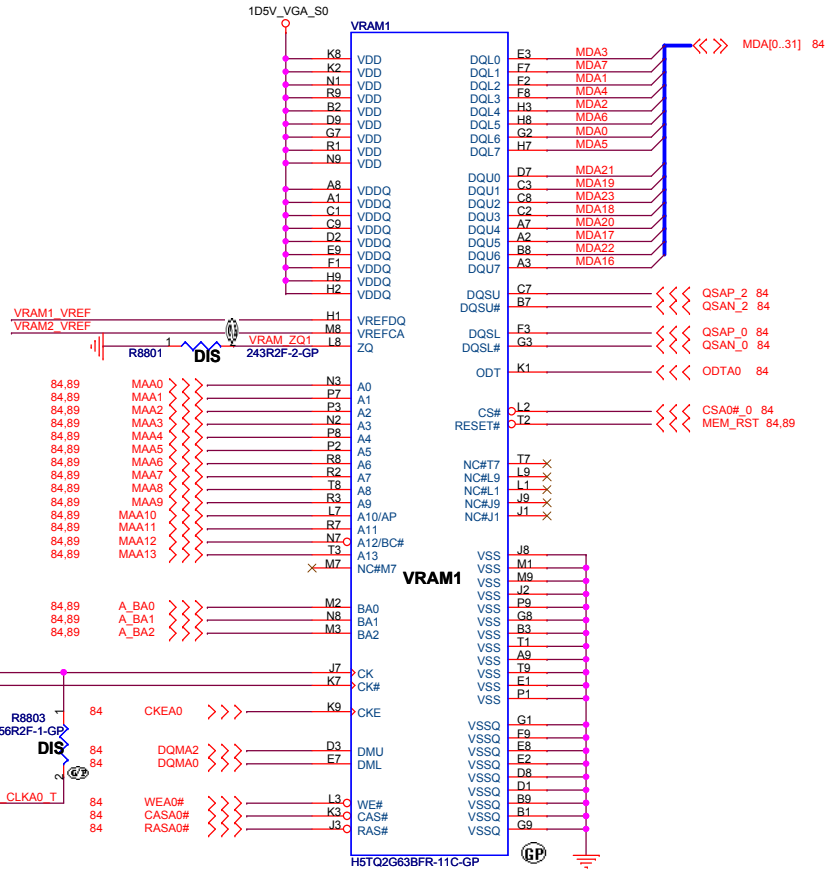 1D5V_VGA_S0
VRAM1
K8 VDD DQL0 E3 MDA3
K2 VDD DQL1 F7 MDA7
N1 VDD DQL2 F2 MDA1
R9 VDD DQL3 F8 MDA4
B2 VDD DQL4 H3 MDA2
D9 VDD DQL5 H8 MDA6
G7 VDD DQL6 G2 MDA0
R1 VDD DQL7 H7 MDA5
N9 VDD
MDA[0..31] 84
A8 VDDQ DQU0 D7 MDA21
A1 VDDQ DQU1 C3 MDA19
C1 VDDQ DQU2 C8 MDA23
C9 VDDQ DQU3 C2 MDA18
D2 VDDQ DQU4 A7 MDA20
E9 VDDQ DQU5 A2 MDA17
F1 VDDQ DQU6 B8 MDA22
H9 VDDQ DQU7 A3 MDA16
H2 VDDQ
DQSU C7 QSAP_2 84
DQSU# B7 QSAN_2 84
VRAM1_VREF H1 VREFDQ
VRAM2_VREF M8 VREFCA
DQSL F3 QSAP_0 84
DQSL# G3 QSAN_0 84
1 2 VRAM_ZQ1 L8 ZQ
R8801 DIS 243R2F-2-GP
ODT K1 ODTA0 84
84,89 MAA0 N3 A0
84,89 MAA1 P7 A1
84,89 MAA2 P3 A2
84,89 MAA3 N2 A3
84,89 MAA4 P8 A4
84,89 MAA5 P2 A5
84,89 MAA6 R8 A6
84,89 MAA7 R2 A7
84,89 MAA8 T8 A8
84,89 MAA9 R3 A9
84,89 MAA10 L7 A10/AP
84,89 MAA11 R7 A11
84,89 MAA12 N7 A12/BC#
84,89 MAA13 T3 A13
M7 NC#M7
CS# L2 CSA0#_0 84
RESET# T2 MEM_RST 84,89
NC#T7 T7
NC#L9 L9
NC#L1 L1
NC#J9 J9
NC#J1 J1
VRAM1
VSS J8
VSS M1
VSS M9
VSS J2
VSS P9
VSS G8
VSS B3
VSS T1
VSS A9
VSS T9
VSS E1
VSS P1
84,89 A_BA0 M2 BA0
84,89 A_BA1 N8 BA1
84,89 A_BA2 M3 BA2
J7 CK
K7 CK#
84 CKEA0 K9 CKE
VSSQ G1
VSSQ F9
VSSQ E8
VSSQ E2
VSSQ D8
VSSQ D1
VSSQ B9
VSSQ B1
VSSQ G9
1
R8803
56R2F-1-GP
DIS
2
84 DQMA2 D3 DMU
84 DQMA0 E7 DML
CLKA0_T
84 WEA0# L3 WE#
84 CASA0# K3 CAS#
84 RASA0# J3 RAS#
H5TQ2G63BFR-11C-GP
GP